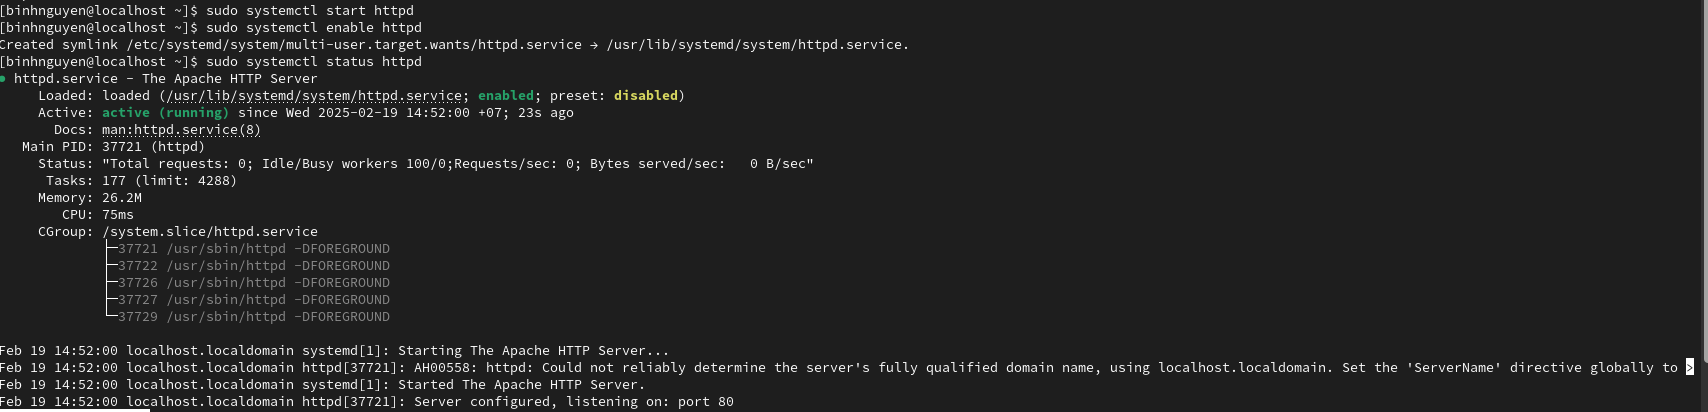 [binhnguyen@localhost ~]$ sudo systemctl start httpd
[binhnguyen@localhost ~]$ sudo systemctl enable httpd
Created symlink /etc/systemd/system/multi-user.target.wants/httpd.service → /usr/lib/systemd/system/httpd.service.
[binhnguyen@localhost ~]$ sudo systemctl status httpd
● httpd.service - The Apache HTTP Server
     Loaded: loaded (/usr/lib/systemd/system/httpd.service; enabled; preset: disabled)
     Active: active (running) since Wed 2025-02-19 14:52:00 +07; 23s ago
       Docs: man:httpd.service(8)
   Main PID: 37721 (httpd)
     Status: "Total requests: 0; Idle/Busy workers 100/0;Requests/sec: 0; Bytes served/sec:   0 B/sec"
      Tasks: 177 (limit: 4288)
     Memory: 26.2M
        CPU: 75ms
     CGroup: /system.slice/httpd.service
             ├─37721 /usr/sbin/httpd -DFOREGROUND
             ├─37722 /usr/sbin/httpd -DFOREGROUND
             ├─37726 /usr/sbin/httpd -DFOREGROUND
             ├─37727 /usr/sbin/httpd -DFOREGROUND
             └─37729 /usr/sbin/httpd -DFOREGROUND

Feb 19 14:52:00 localhost.localdomain systemd[1]: Starting The Apache HTTP Server...
Feb 19 14:52:00 localhost.localdomain httpd[37721]: AH00558: httpd: Could not reliably determine the server's fully qualified domain name, using localhost.localdomain. Set the 'ServerName' directive globally to >
Feb 19 14:52:00 localhost.localdomain systemd[1]: Started The Apache HTTP Server.
Feb 19 14:52:00 localhost.localdomain httpd[37721]: Server configured, listening on: port 80